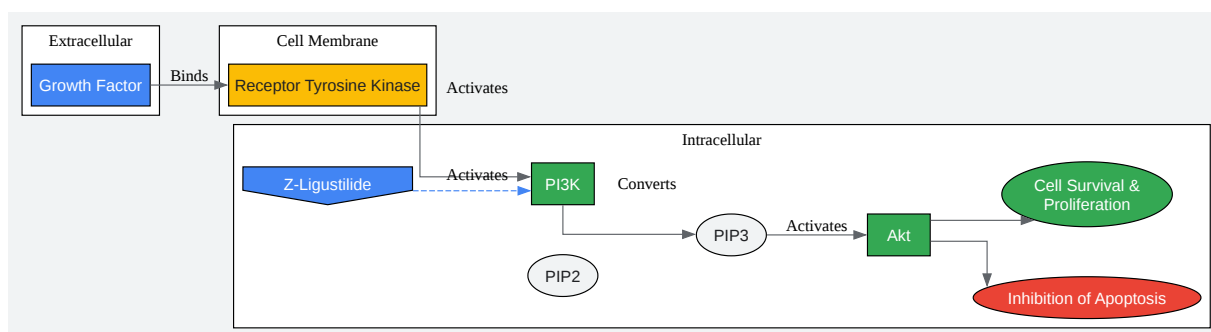 Extracellular
Cell Membrane
Growth Factor
Binds
Receptor Tyrosine Kinase
Activates
Intracellular
Z-Ligustilide
Activates
PI3K
Converts
Cell Survival &
Proliferation
PIP3
Activates
Akt
PIP2
Inhibition of Apoptosis